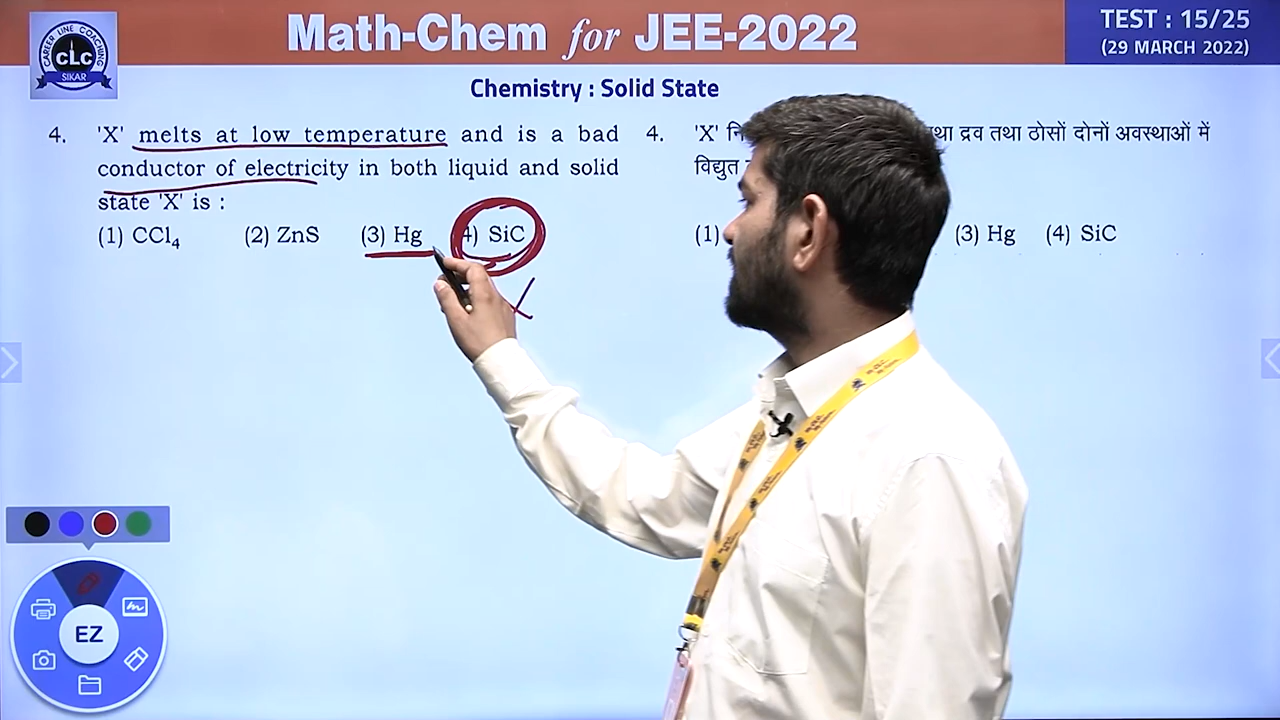 Math-Chem for JEE-2022
TEST : 15/25
(29 MARCH 2022)
CAREER LINE COACHING
CLC
SIKAR
Chemistry : Solid State
4. 'X' melts at low temperature and is a bad
conductor of electricity in both liquid and solid
state 'X' is :
(1) CCl₄ (2) ZnS (3) Hg 4) SiC
4. 'X' था द्रव तथा ठोसों दोनों अवस्थाओं में
विद्युत
(1) (3) Hg (4) SiC
EZ